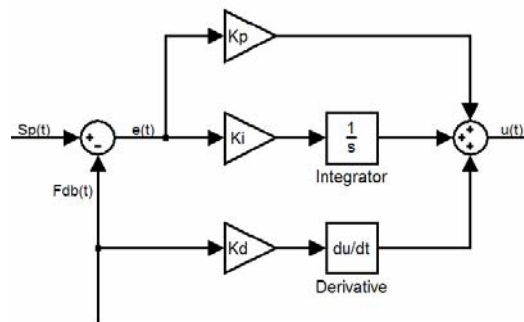 Kp
Sp(t)
+
-
e(t)
Ki
1
s
Integrator
+
+
+
u(t)
Fdb(t)
Kd
du/dt
Derivative